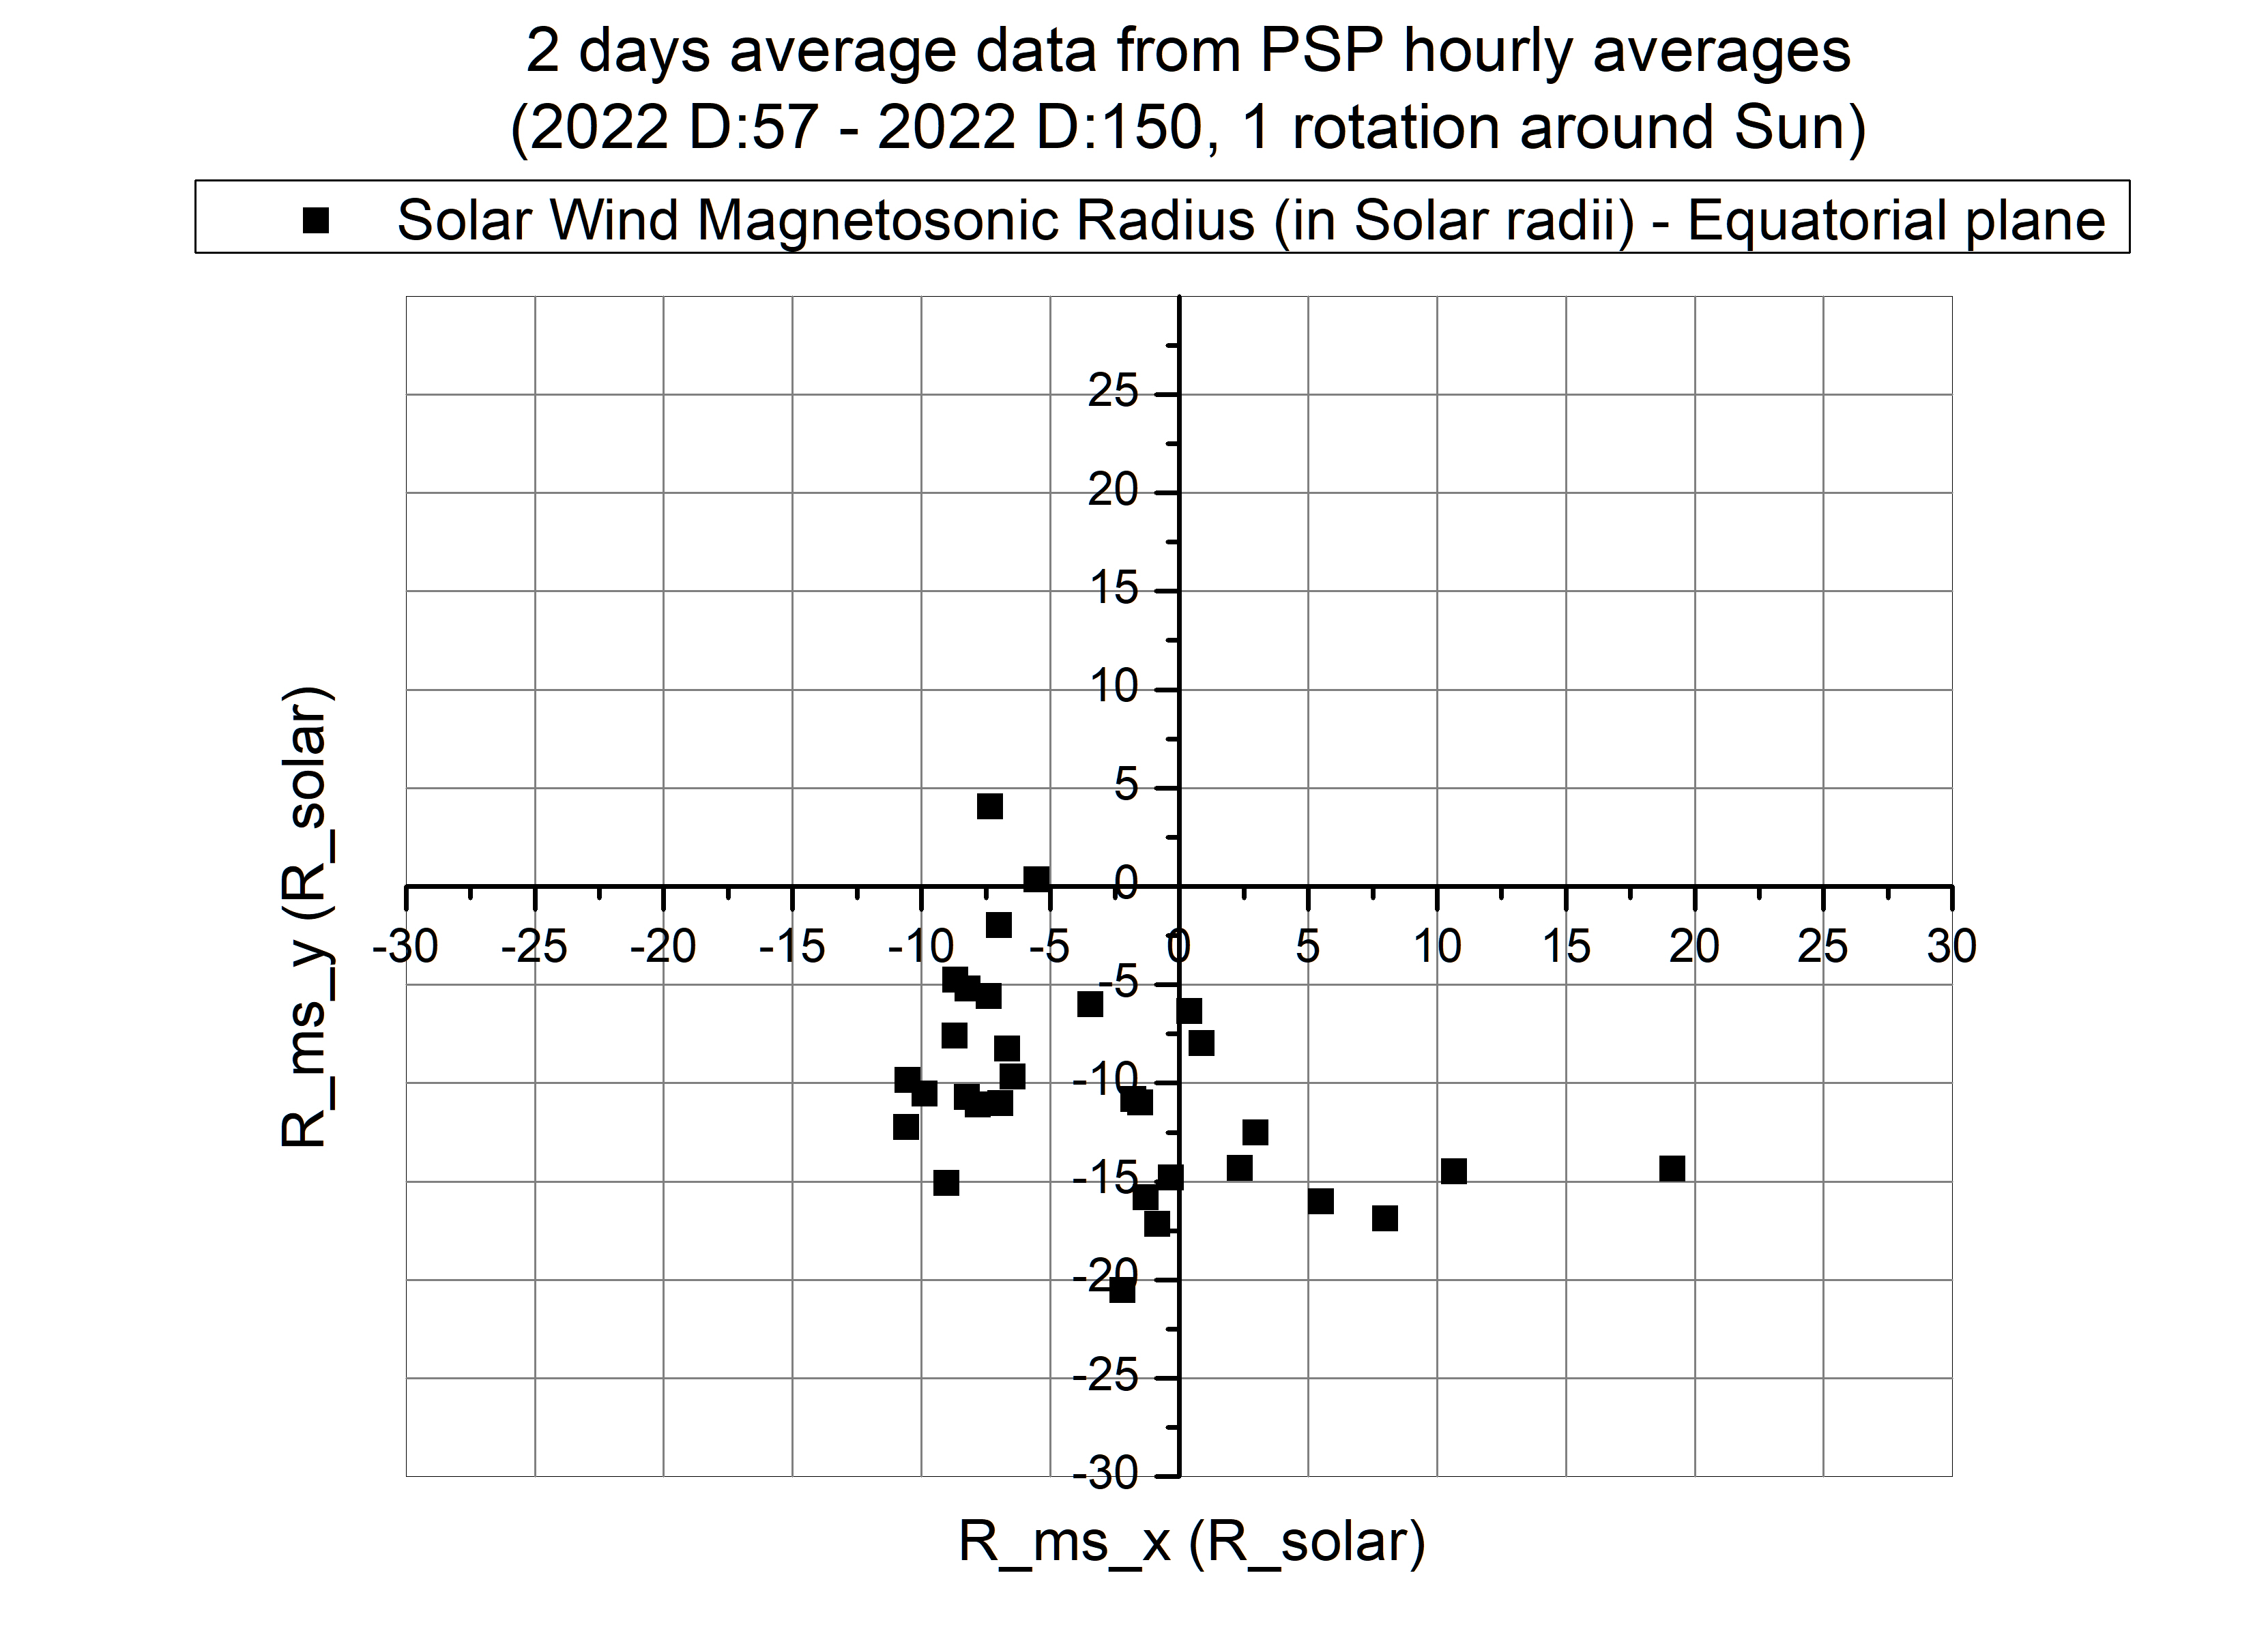 2 days average data from PSP hourly averages
(2022 D:57 - 2022 D:150, 1 rotation around Sun)
Solar Wind Magnetosonic Radius (in Solar radii) - Equatorial plane
25
20
15
10
5
0
-30 -25 -20 -15 -10 -5 0 5 10 15 20 25 30
-5
-10
-15
-20
-25
-30
R_ms_y (R_solar)
R_ms_x (R_solar)